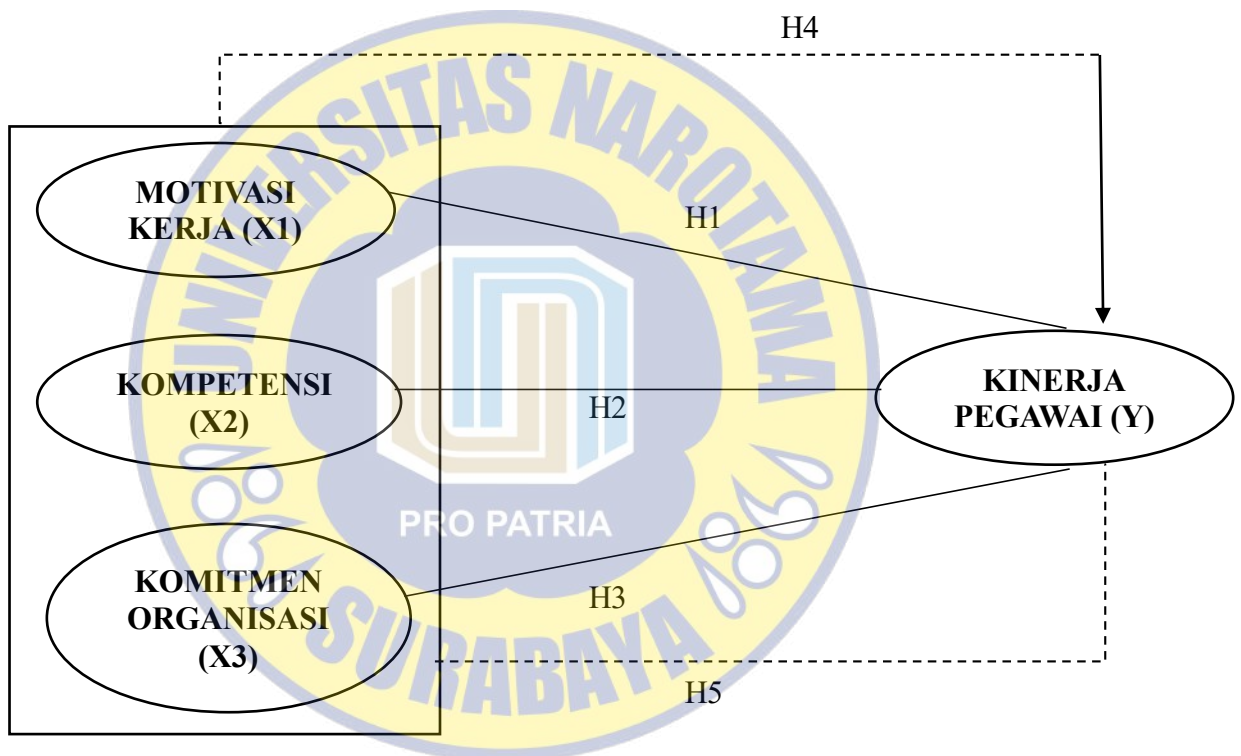 H4
UNIVERSITAS NAROTAMA
MOTIVASI
KERJA (X1)
H1
KOMPETENSI
(X2)
H2
KINERJA
PEGAWAI (Y)
PRO PATRIA
KOMITMEN
ORGANISASI
(X3)
H3
SURABAYA
H5